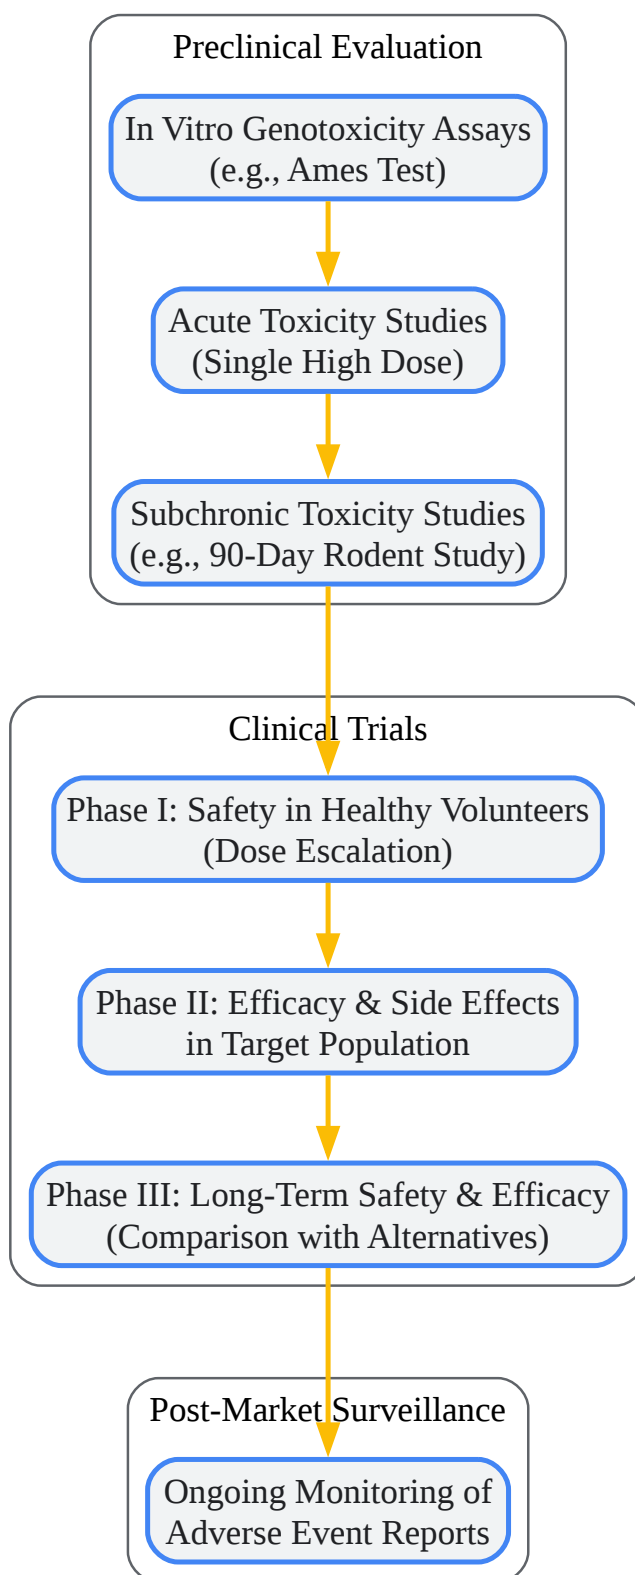 Preclinical Evaluation
In Vitro Genotoxicity Assays
(e.g., Ames Test)
Acute Toxicity Studies
(Single High Dose)
Subchronic Toxicity Studies
(e.g., 90-Day Rodent Study)
Clinical Trials
Phase I: Safety in Healthy Volunteers
(Dose Escalation)
Phase II: Efficacy & Side Effects
in Target Population
Phase III: Long-Term Safety & Efficacy
(Comparison with Alternatives)
Post-Market Surveillance
Ongoing Monitoring of
Adverse Event Reports